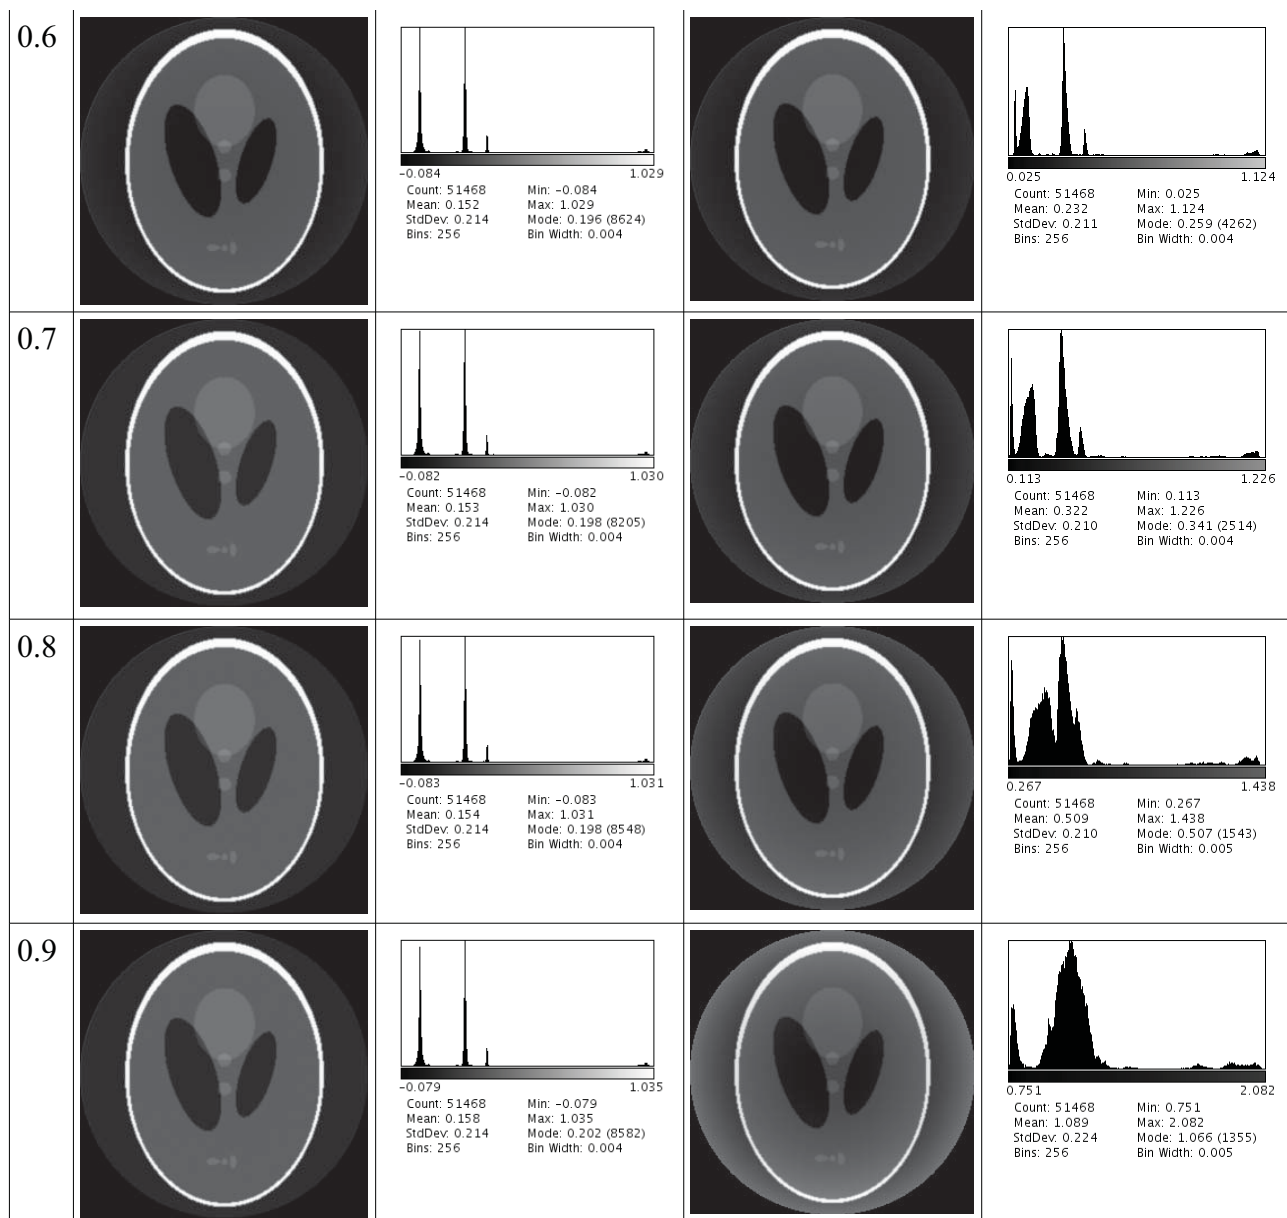 0.6
-0.084 1.029
Count: 51468 Min: -0.084
Mean: 0.152 Max: 1.029
StdDev: 0.214 Mode: 0.196 (8624)
Bins: 256 Bin Width: 0.004
0.025 1.124
Count: 51468 Min: 0.025
Mean: 0.232 Max: 1.124
StdDev: 0.211 Mode: 0.259 (4262)
Bins: 256 Bin Width: 0.004
0.7
-0.082 1.030
Count: 51468 Min: -0.082
Mean: 0.153 Max: 1.030
StdDev: 0.214 Mode: 0.198 (8205)
Bins: 256 Bin Width: 0.004
0.113 1.226
Count: 51468 Min: 0.113
Mean: 0.322 Max: 1.226
StdDev: 0.210 Mode: 0.341 (2514)
Bins: 256 Bin Width: 0.004
0.8
-0.083 1.031
Count: 51468 Min: -0.083
Mean: 0.154 Max: 1.031
StdDev: 0.214 Mode: 0.198 (8548)
Bins: 256 Bin Width: 0.004
0.267 1.438
Count: 51468 Min: 0.267
Mean: 0.509 Max: 1.438
StdDev: 0.210 Mode: 0.507 (1543)
Bins: 256 Bin Width: 0.005
0.9
-0.079 1.035
Count: 51468 Min: -0.079
Mean: 0.158 Max: 1.035
StdDev: 0.214 Mode: 0.202 (8582)
Bins: 256 Bin Width: 0.004
0.751 2.082
Count: 51468 Min: 0.751
Mean: 1.089 Max: 2.082
StdDev: 0.224 Mode: 1.066 (1355)
Bins: 256 Bin Width: 0.005